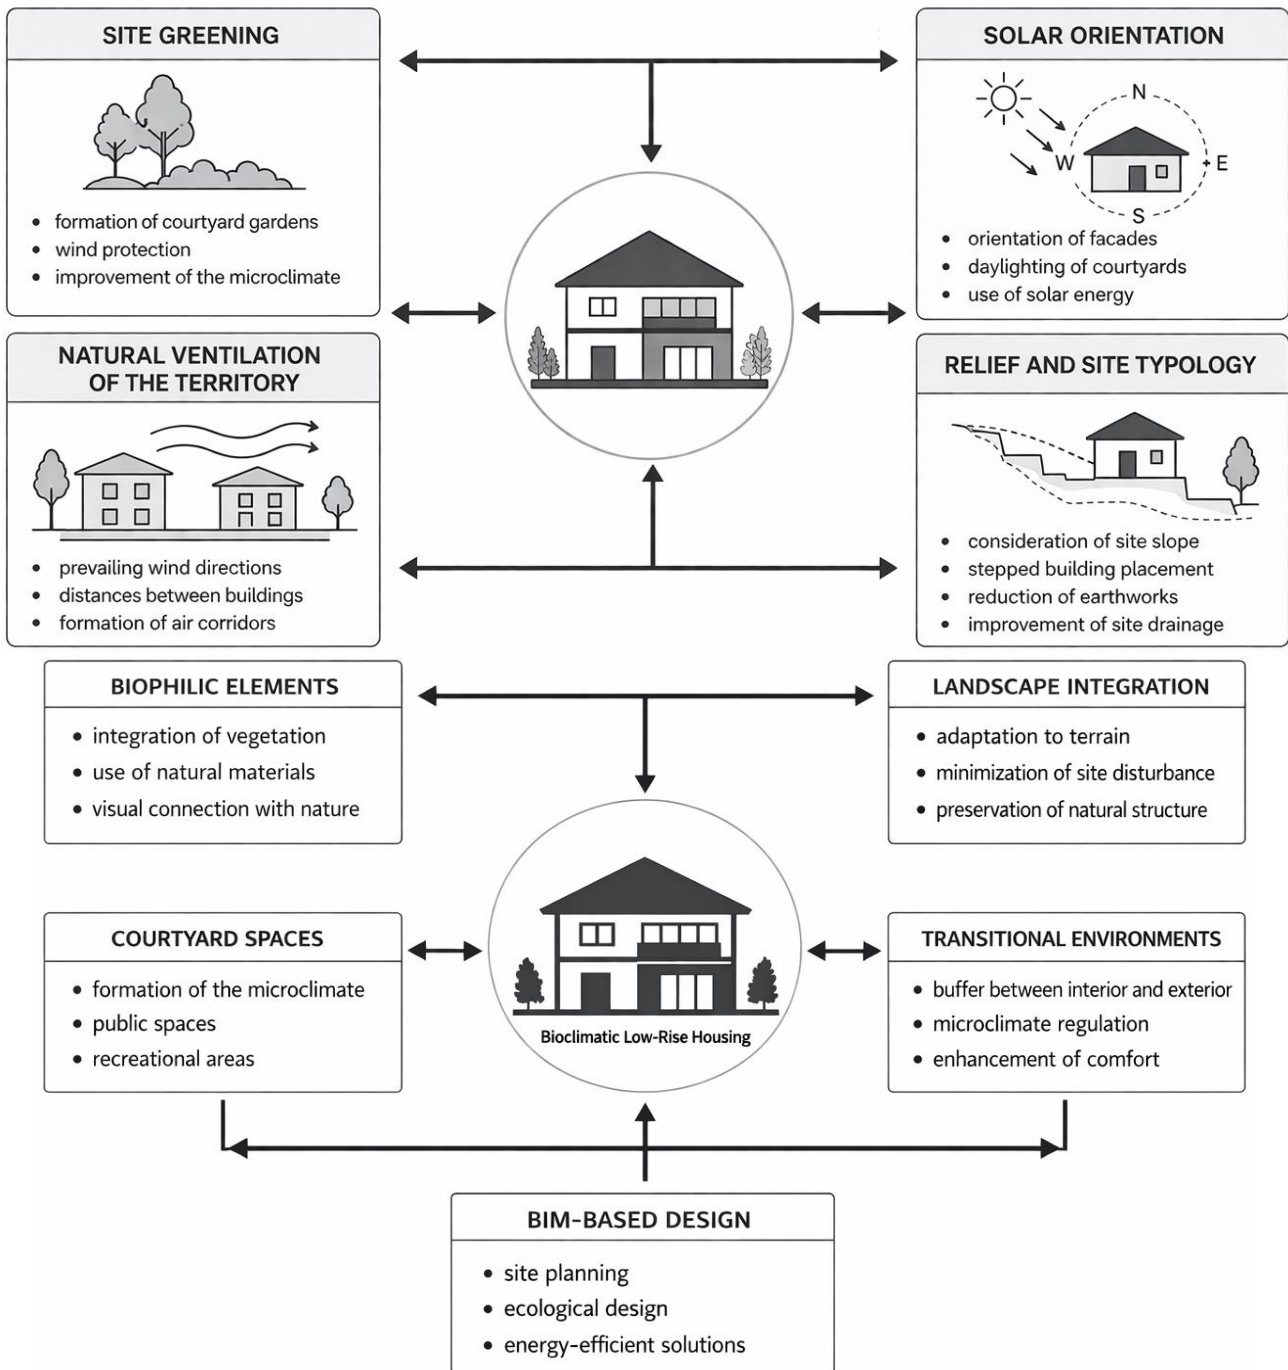 SITE GREENING
• formation of courtyard gardens
• wind protection
• improvement of the microclimate
SOLAR ORIENTATION
N
W
E
S
• orientation of facades
• daylighting of courtyards
• use of solar energy
NATURAL VENTILATION
OF THE TERRITORY
• prevailing wind directions
• distances between buildings
• formation of air corridors
RELIEF AND SITE TYPOLOGY
• consideration of site slope
• stepped building placement
• reduction of earthworks
• improvement of site drainage
BIOPHILIC ELEMENTS
• integration of vegetation
• use of natural materials
• visual connection with nature
LANDSCAPE INTEGRATION
• adaptation to terrain
• minimization of site disturbance
• preservation of natural structure
COURTYARD SPACES
• formation of the microclimate
• public spaces
• recreational areas
Bioclimatic Low-Rise Housing
TRANSITIONAL ENVIRONMENTS
• buffer between interior and exterior
• microclimate regulation
• enhancement of comfort
BIM-BASED DESIGN
• site planning
• ecological design
• energy-efficient solutions